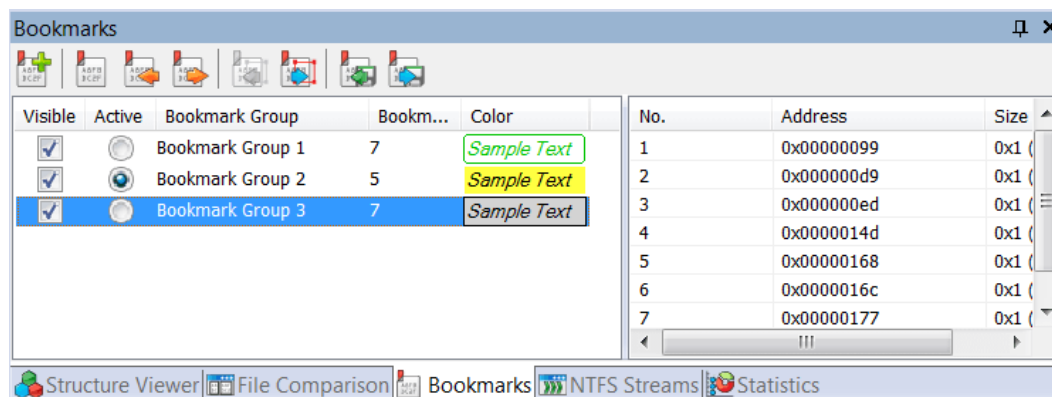 Bookmarks
Visible Active Bookmark Group Bookm... Color
Bookmark Group 1 7 Sample Text
Bookmark Group 2 5 Sample Text
Bookmark Group 3 7 Sample Text
No. Address Size
1 0x00000099 0x1 (
2 0x000000d9 0x1 (
3 0x000000ed 0x1 (
4 0x0000014d 0x1 (
5 0x00000168 0x1 (
6 0x0000016c 0x1 (
7 0x00000177 0x1 (
Structure Viewer File Comparison Bookmarks NTFS Streams Statistics